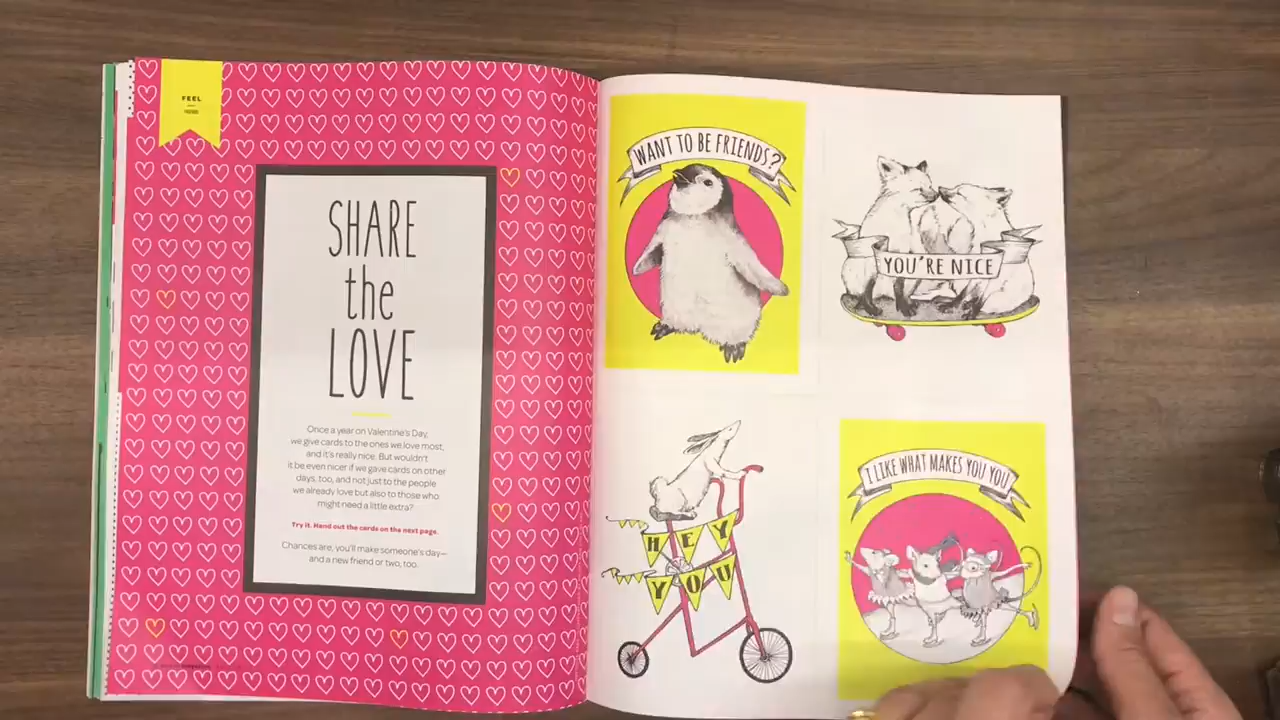 FEEL
SHARE
the
LOVE
Once a year on Valentine's Day,
we give cards to the ones we love most,
and it's really nice. But wouldn't
it be even nicer if we gave cards on other
days, too, and not just to the people
we already love but also to those who
might need a little extra?
Try it. Hand out the cards on the next page.
Chances are, you'll make someone's day—
and a new friend or two, too.
WANT TO BE FRIENDS?
YOU'RE NICE
HEY
YOU
I LIKE WHAT MAKES YOU YOU